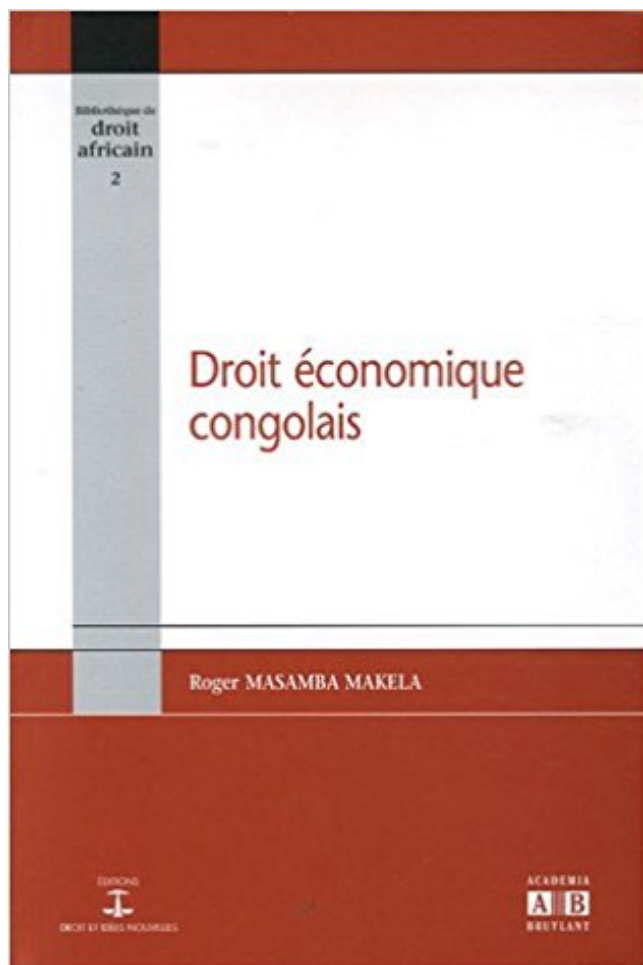 Bibliothèque de
droit
africain
2
Droit économique
congolais
Roger MASAMBA MAKELA
ÉDITIONS
DROIT ET IDÉES NOUVELLES
ACADEMIA
A B
BRUYLANT